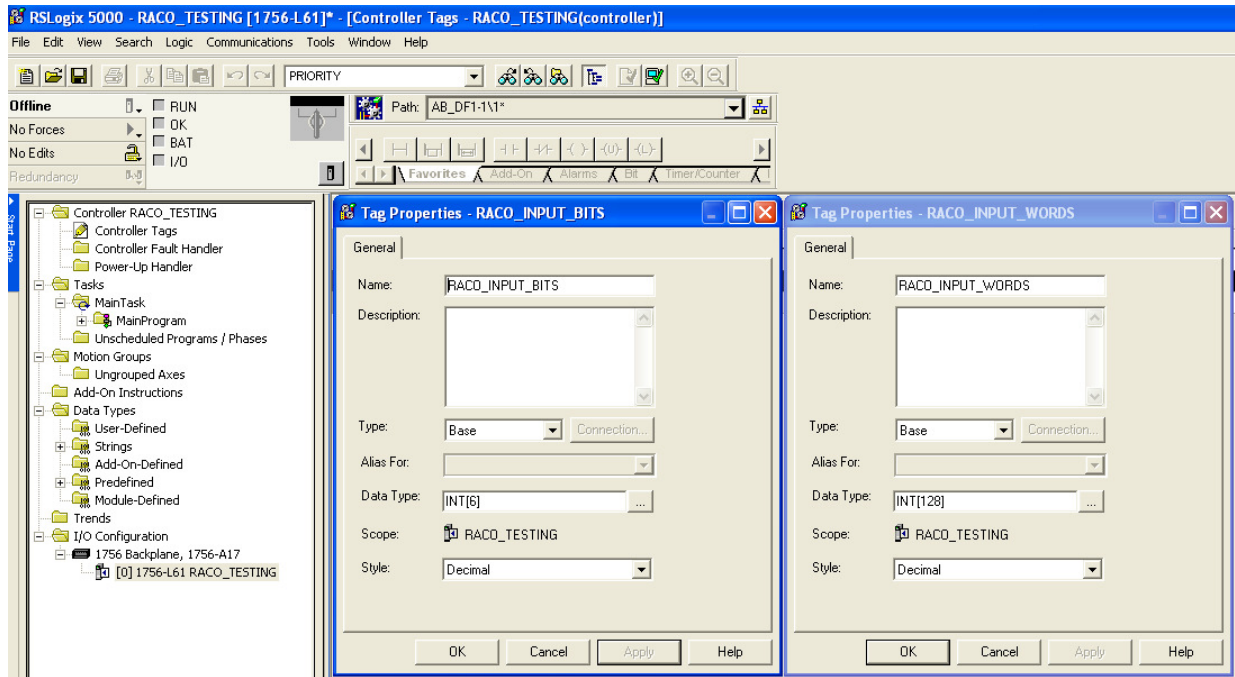 RSLogix 5000 - RACO_TESTING [1756-L61]* - [Controller Tags - RACO_TESTING(controller)]
File Edit View Search Logic Communications Tools Window Help
PRIORITY
Offline
RUN
No Forces
OK
No Edits
BAT
Redundancy
I/O
Path: AB_DF1-1\1*
Favorites Add-On Alarms Bit Timer/Counter
Start Page
Controller RACO_TESTING
Controller Tags
Controller Fault Handler
Power-Up Handler
Tasks
MainTask
MainProgram
Unscheduled Programs / Phases
Motion Groups
Ungrouped Axes
Add-On Instructions
Data Types
User-Defined
Strings
Add-On-Defined
Predefined
Module-Defined
Trends
I/O Configuration
1756 Backplane, 1756-A17
[0] 1756-L61 RACO_TESTING
Tag Properties - RACO_INPUT_BITS
General
Name: RACO_INPUT_BITS
Description:
Type: Base Connection...
Alias For:
Data Type: INT[6] ...
Scope: RACO_TESTING
Style: Decimal
OK Cancel Apply Help
Tag Properties - RACO_INPUT_WORDS
General
Name: RACO_INPUT_WORDS
Description:
Type: Base Connection...
Alias For:
Data Type: INT[128] ...
Scope: RACO_TESTING
Style: Decimal
OK Cancel Apply Help